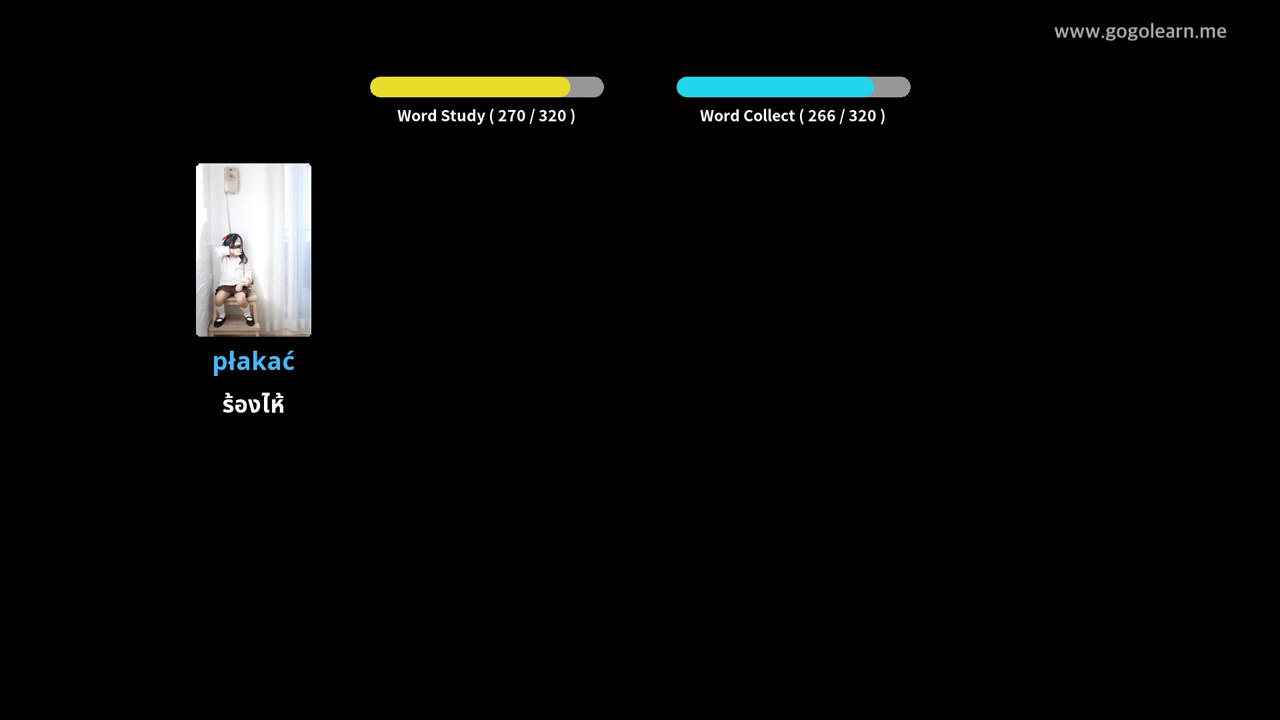 www.gogolearn.me
Word Study ( 270 / 320 )
Word Collect ( 266 / 320 )
płakać
ร้องไห้